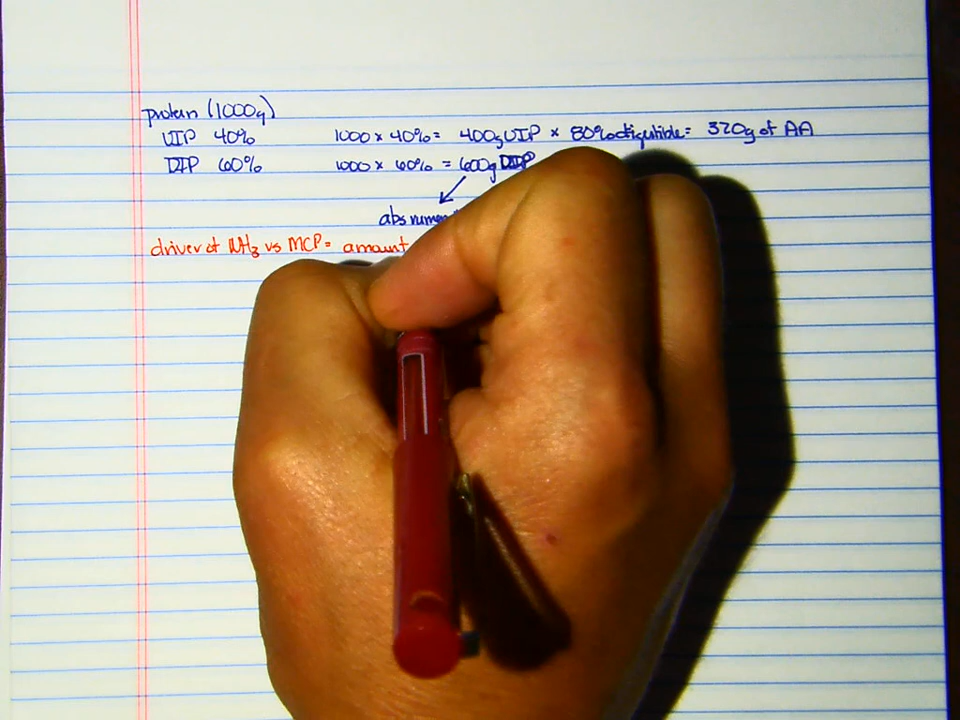 protein (1000g)
UIP 40% 1000 × 40% = 400g UIP × 80% digestible = 320g of AA
DIP 60% 1000 × 60% = 600g DIP
abs
driver of NH3 vs MCP = amount